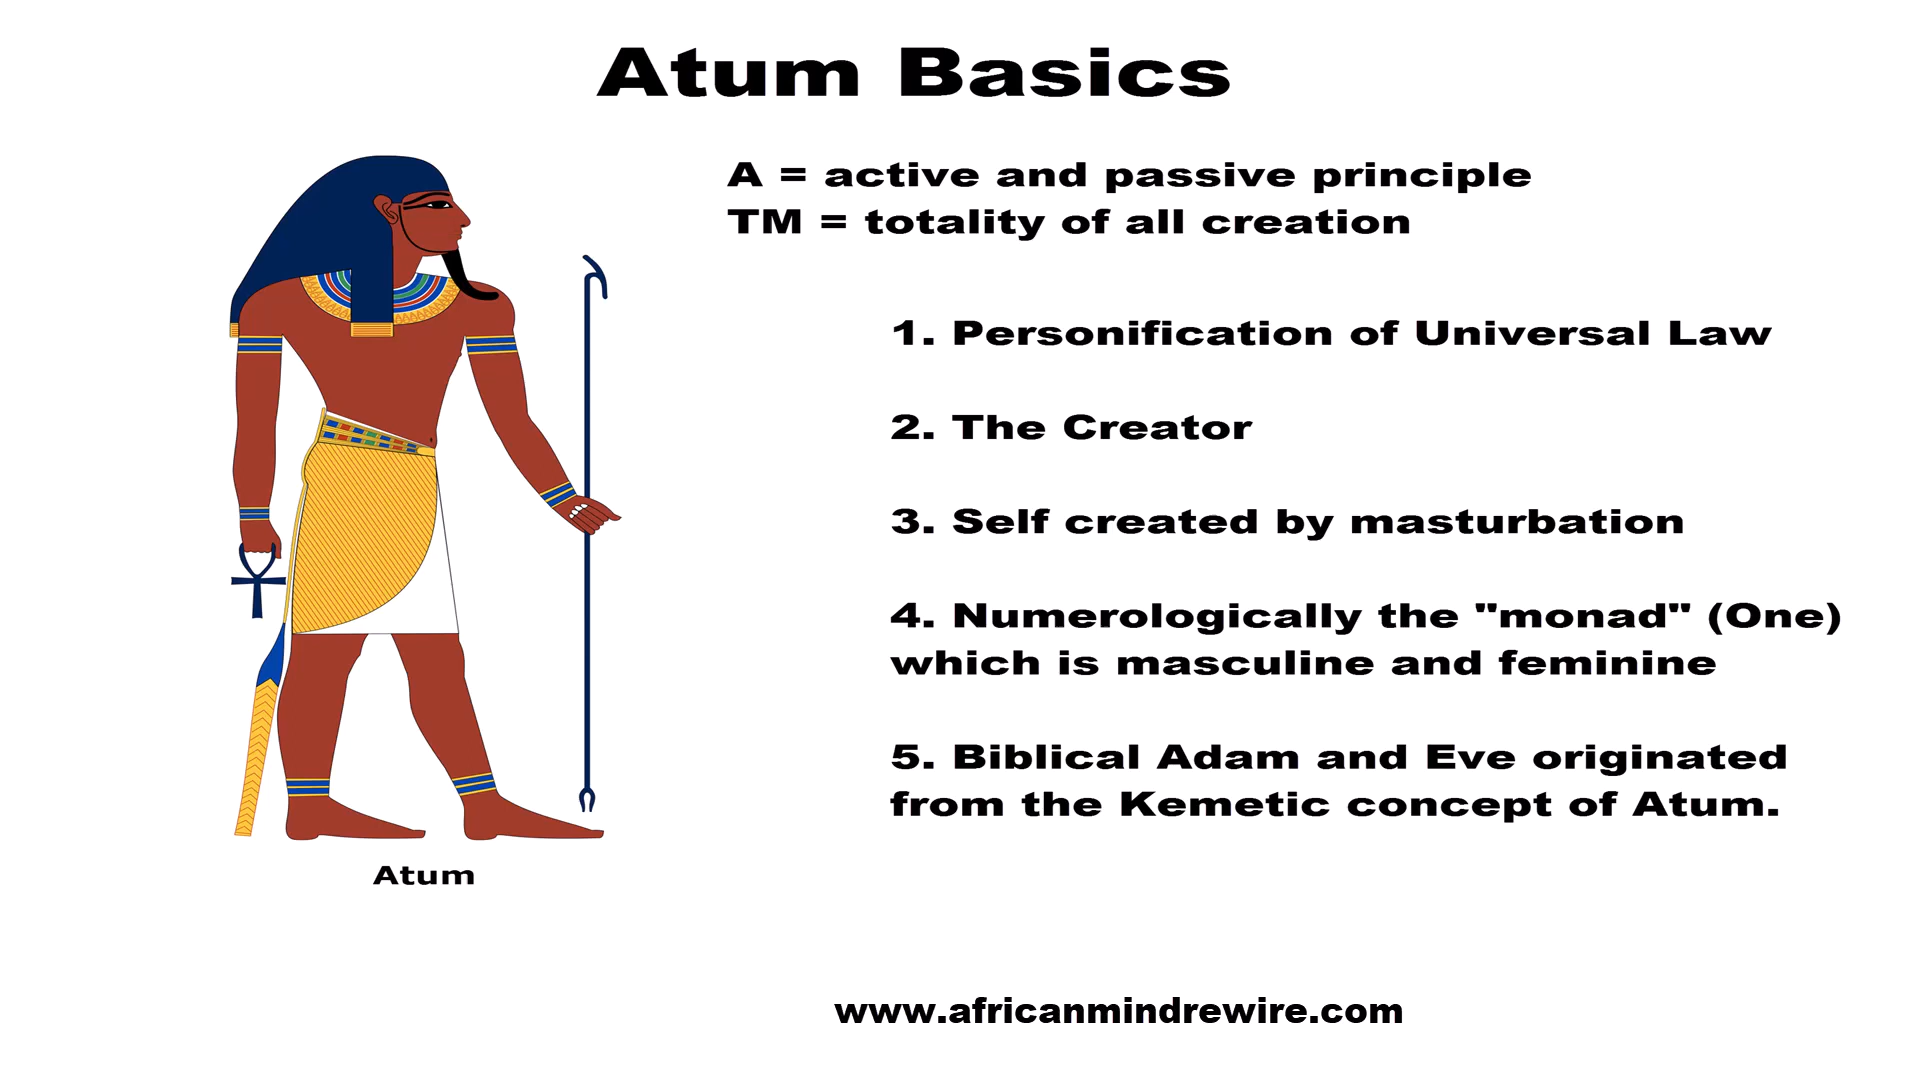 Atum Basics
A = active and passive principle
TM = totality of all creation
1. Personification of Universal Law
2. The Creator
3. Self created by masturbation
4. Numerologically the "monad" (One)
which is masculine and feminine
5. Biblical Adam and Eve originated
from the Kemetic concept of Atum.
Atum
www.africanmindrewire.com